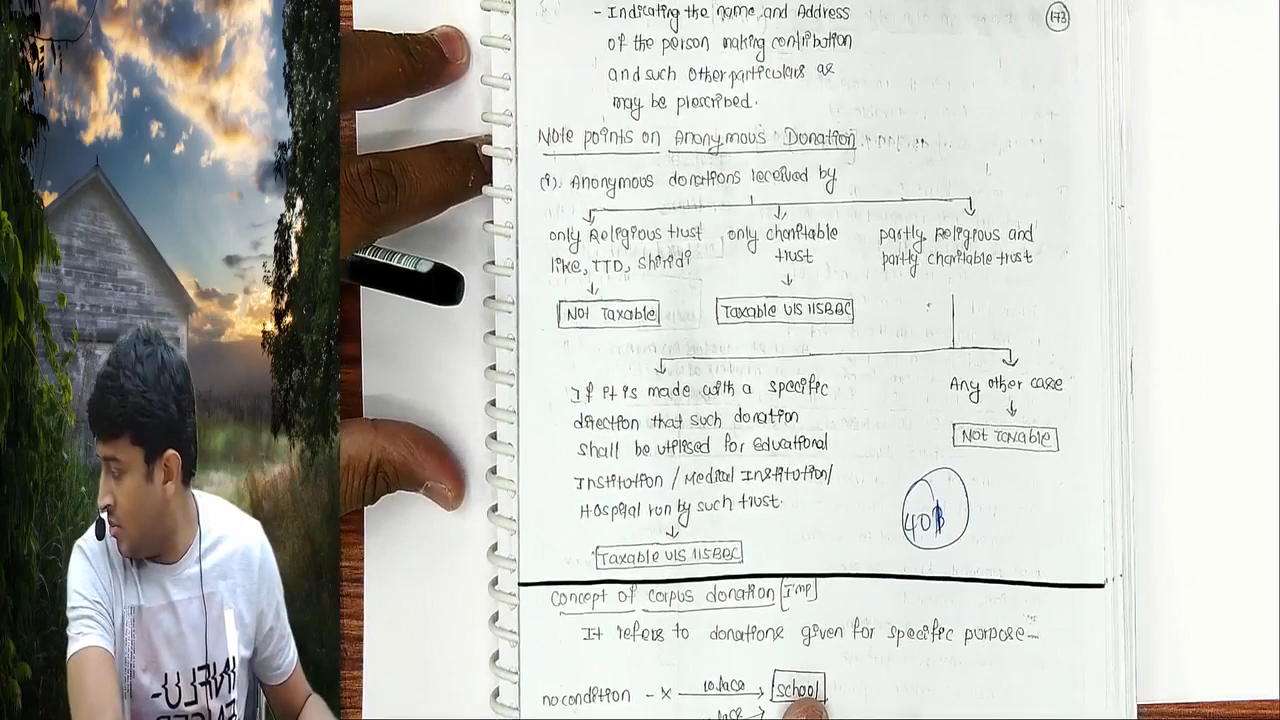 173
- Indicating the name and Address
of the person making contribution
and such other particulars as
may be prescribed.
Note points on Anonymous Donation.
(i). Anonymous donations received by
only Religious trust
like, TTD, Shirdi
NOT Taxable
only charitable
trust
Taxable U/S 115BBC
partly Religious and
partly charitable trust
If it is made with a specific
direction that such donation
shall be utilised for Educational
Institution / Medical Institution/
Hospital run by such trust.
Taxable U/S 115BBC
Any other case
Not Taxable
Concept of corpus donation [Imp]
It refers to donations given for specific purpose-
no condition - x
school